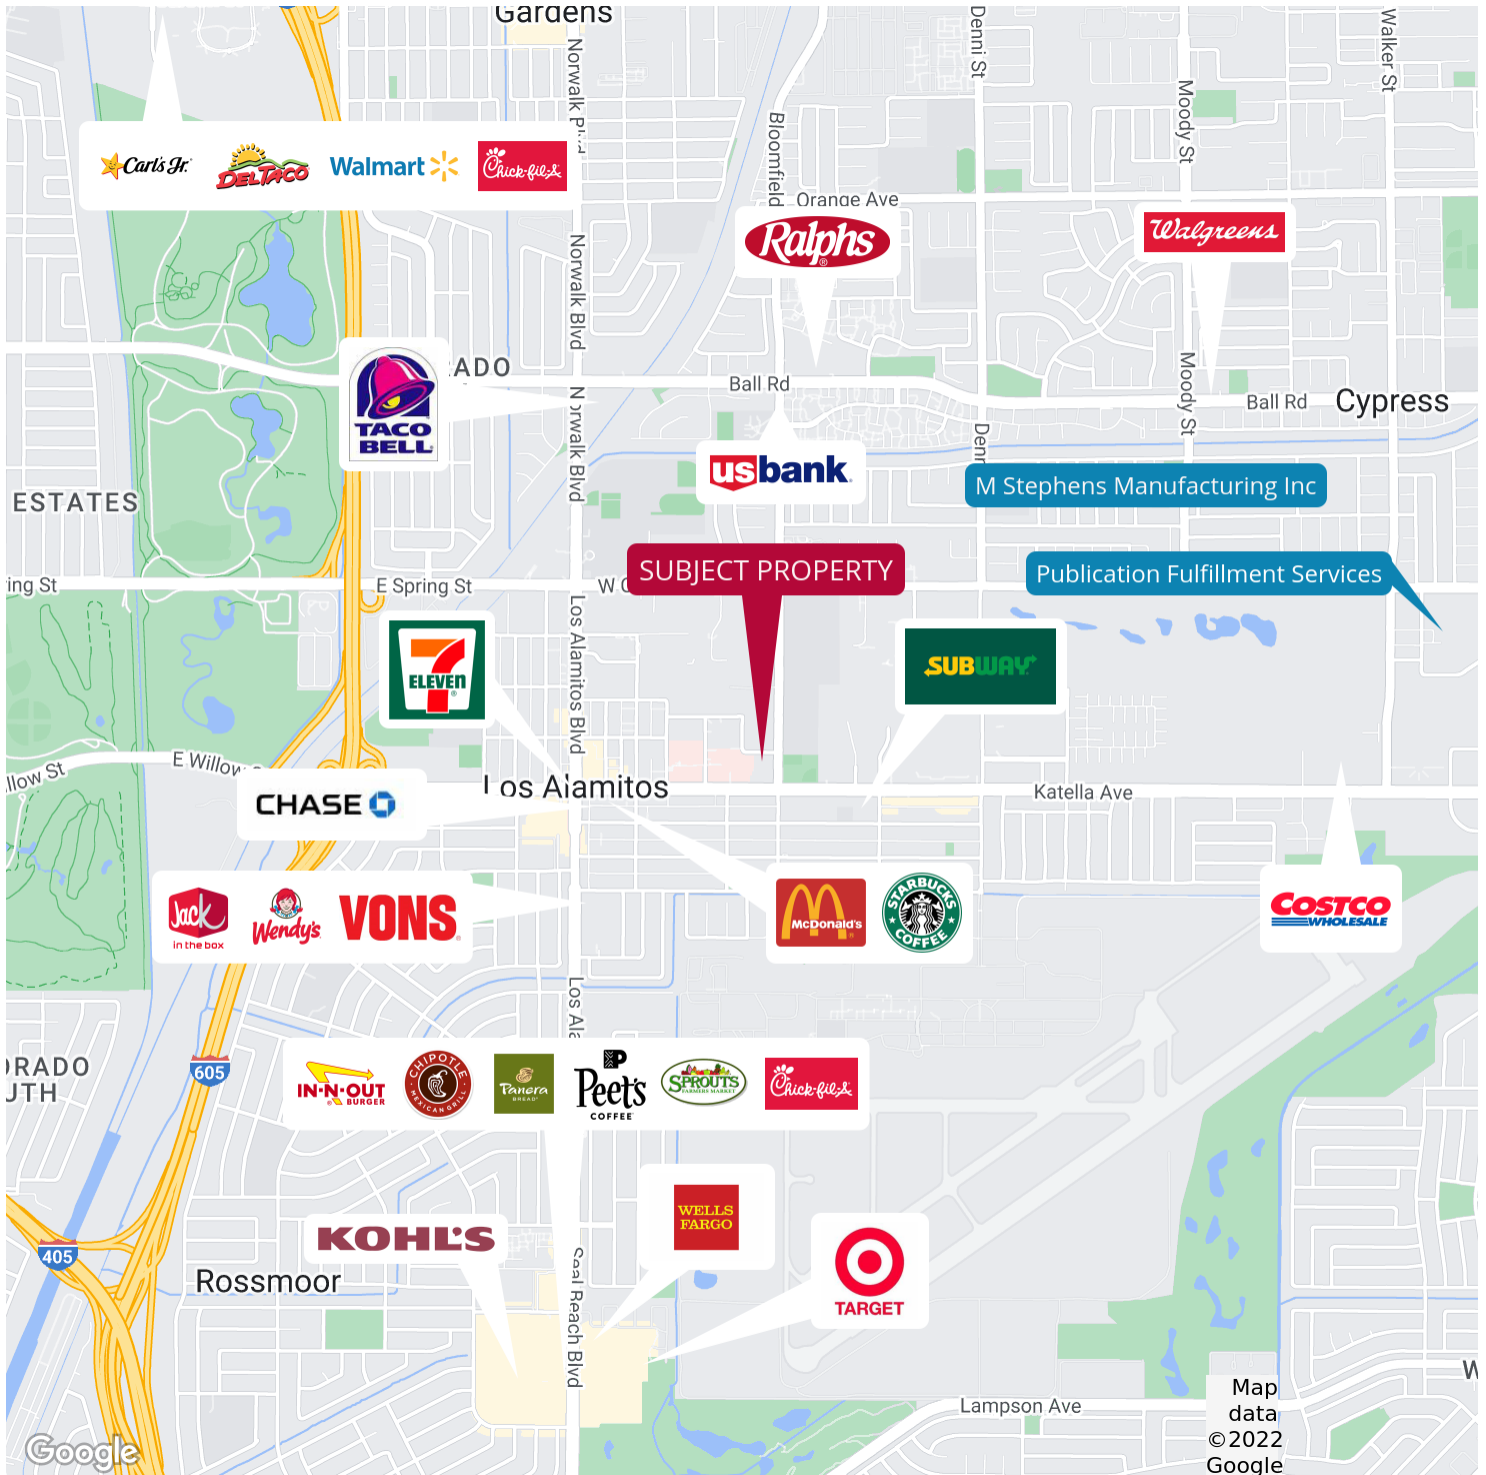 Gardens
Norwalk Blvd
Denni St
Walker St
Moody St
Bloomfield
Carl's Jr.
DEL TACO
Walmart
Chick-fil-A
Orange Ave
Ralphs
Walgreens
Norwalk Blvd
TACO
BELL
ADO
Ball Rd
Moody St
Ball Rd
Cypress
Norwalk Blvd
usbank
M Stephens Manufacturing Inc
ESTATES
SUBJECT PROPERTY
Publication Fulfillment Services
ring St
E Spring St
W
7
ELEVEN
SUBWAY
Los Alamitos Blvd
E Willow
llow St
CHASE
Los Alamitos
Katella Ave
Jack
in the box
Wendy's
VONS
McDonald's
STARBUCKS
COFFEE
COSTCO
WHOLESALE
Los Ala
ORADO
UTH
605
IN-N-OUT
BURGER
CHIPOTLE
MEXICAN GRILL
Panera
BREAD
Peet's
COFFEE
SPROUTS
FARMERS MARKET
Chick-fil-A
WELLS
FARGO
KOHL'S
405
Rossmoor
TARGET
Seal Beach Blvd
Lampson Ave
W
Map
data
©2022
Google
Google